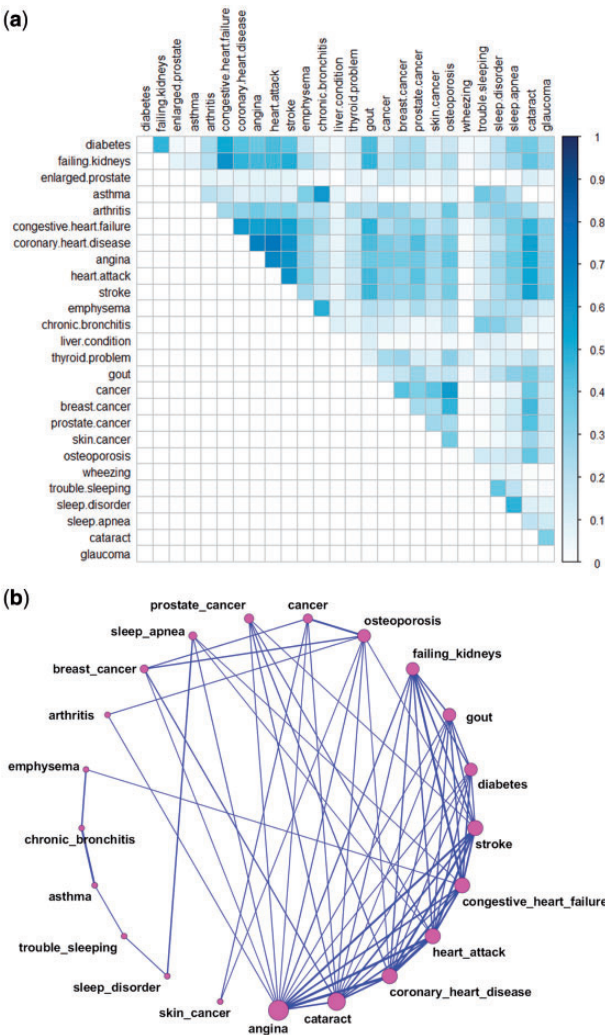 (a)
diabetes
failing.kidneys
enlarged.prostate
asthma
arthritis
congestive.heart.failure
coronary.heart.disease
angina
heart.attack
stroke
emphysema
chronic.bronchitis
liver.condition
thyroid.problem
gout
cancer
breast.cancer
prostate.cancer
skin.cancer
osteoporosis
wheezing
trouble.sleeping
sleep.disorder
sleep.apnea
cataract
glaucoma
diabetes
failing.kidneys
enlarged.prostate
asthma
arthritis
congestive.heart.failure
coronary.heart.disease
angina
heart.attack
stroke
emphysema
chronic.bronchitis
liver.condition
thyroid.problem
gout
cancer
breast.cancer
prostate.cancer
skin.cancer
osteoporosis
wheezing
trouble.sleeping
sleep.disorder
sleep.apnea
cataract
glaucoma
1
0.9
0.8
0.7
0.6
0.5
0.4
0.3
0.2
0.1
0
(b)
prostate_cancer
cancer
osteoporosis
sleep_apnea
failing_kidneys
breast_cancer
gout
arthritis
diabetes
emphysema
stroke
chronic_bronchitis
congestive_heart_failure
asthma
heart_attack
trouble_sleeping
coronary_heart_disease
sleep_disorder
skin_cancer
cataract
angina